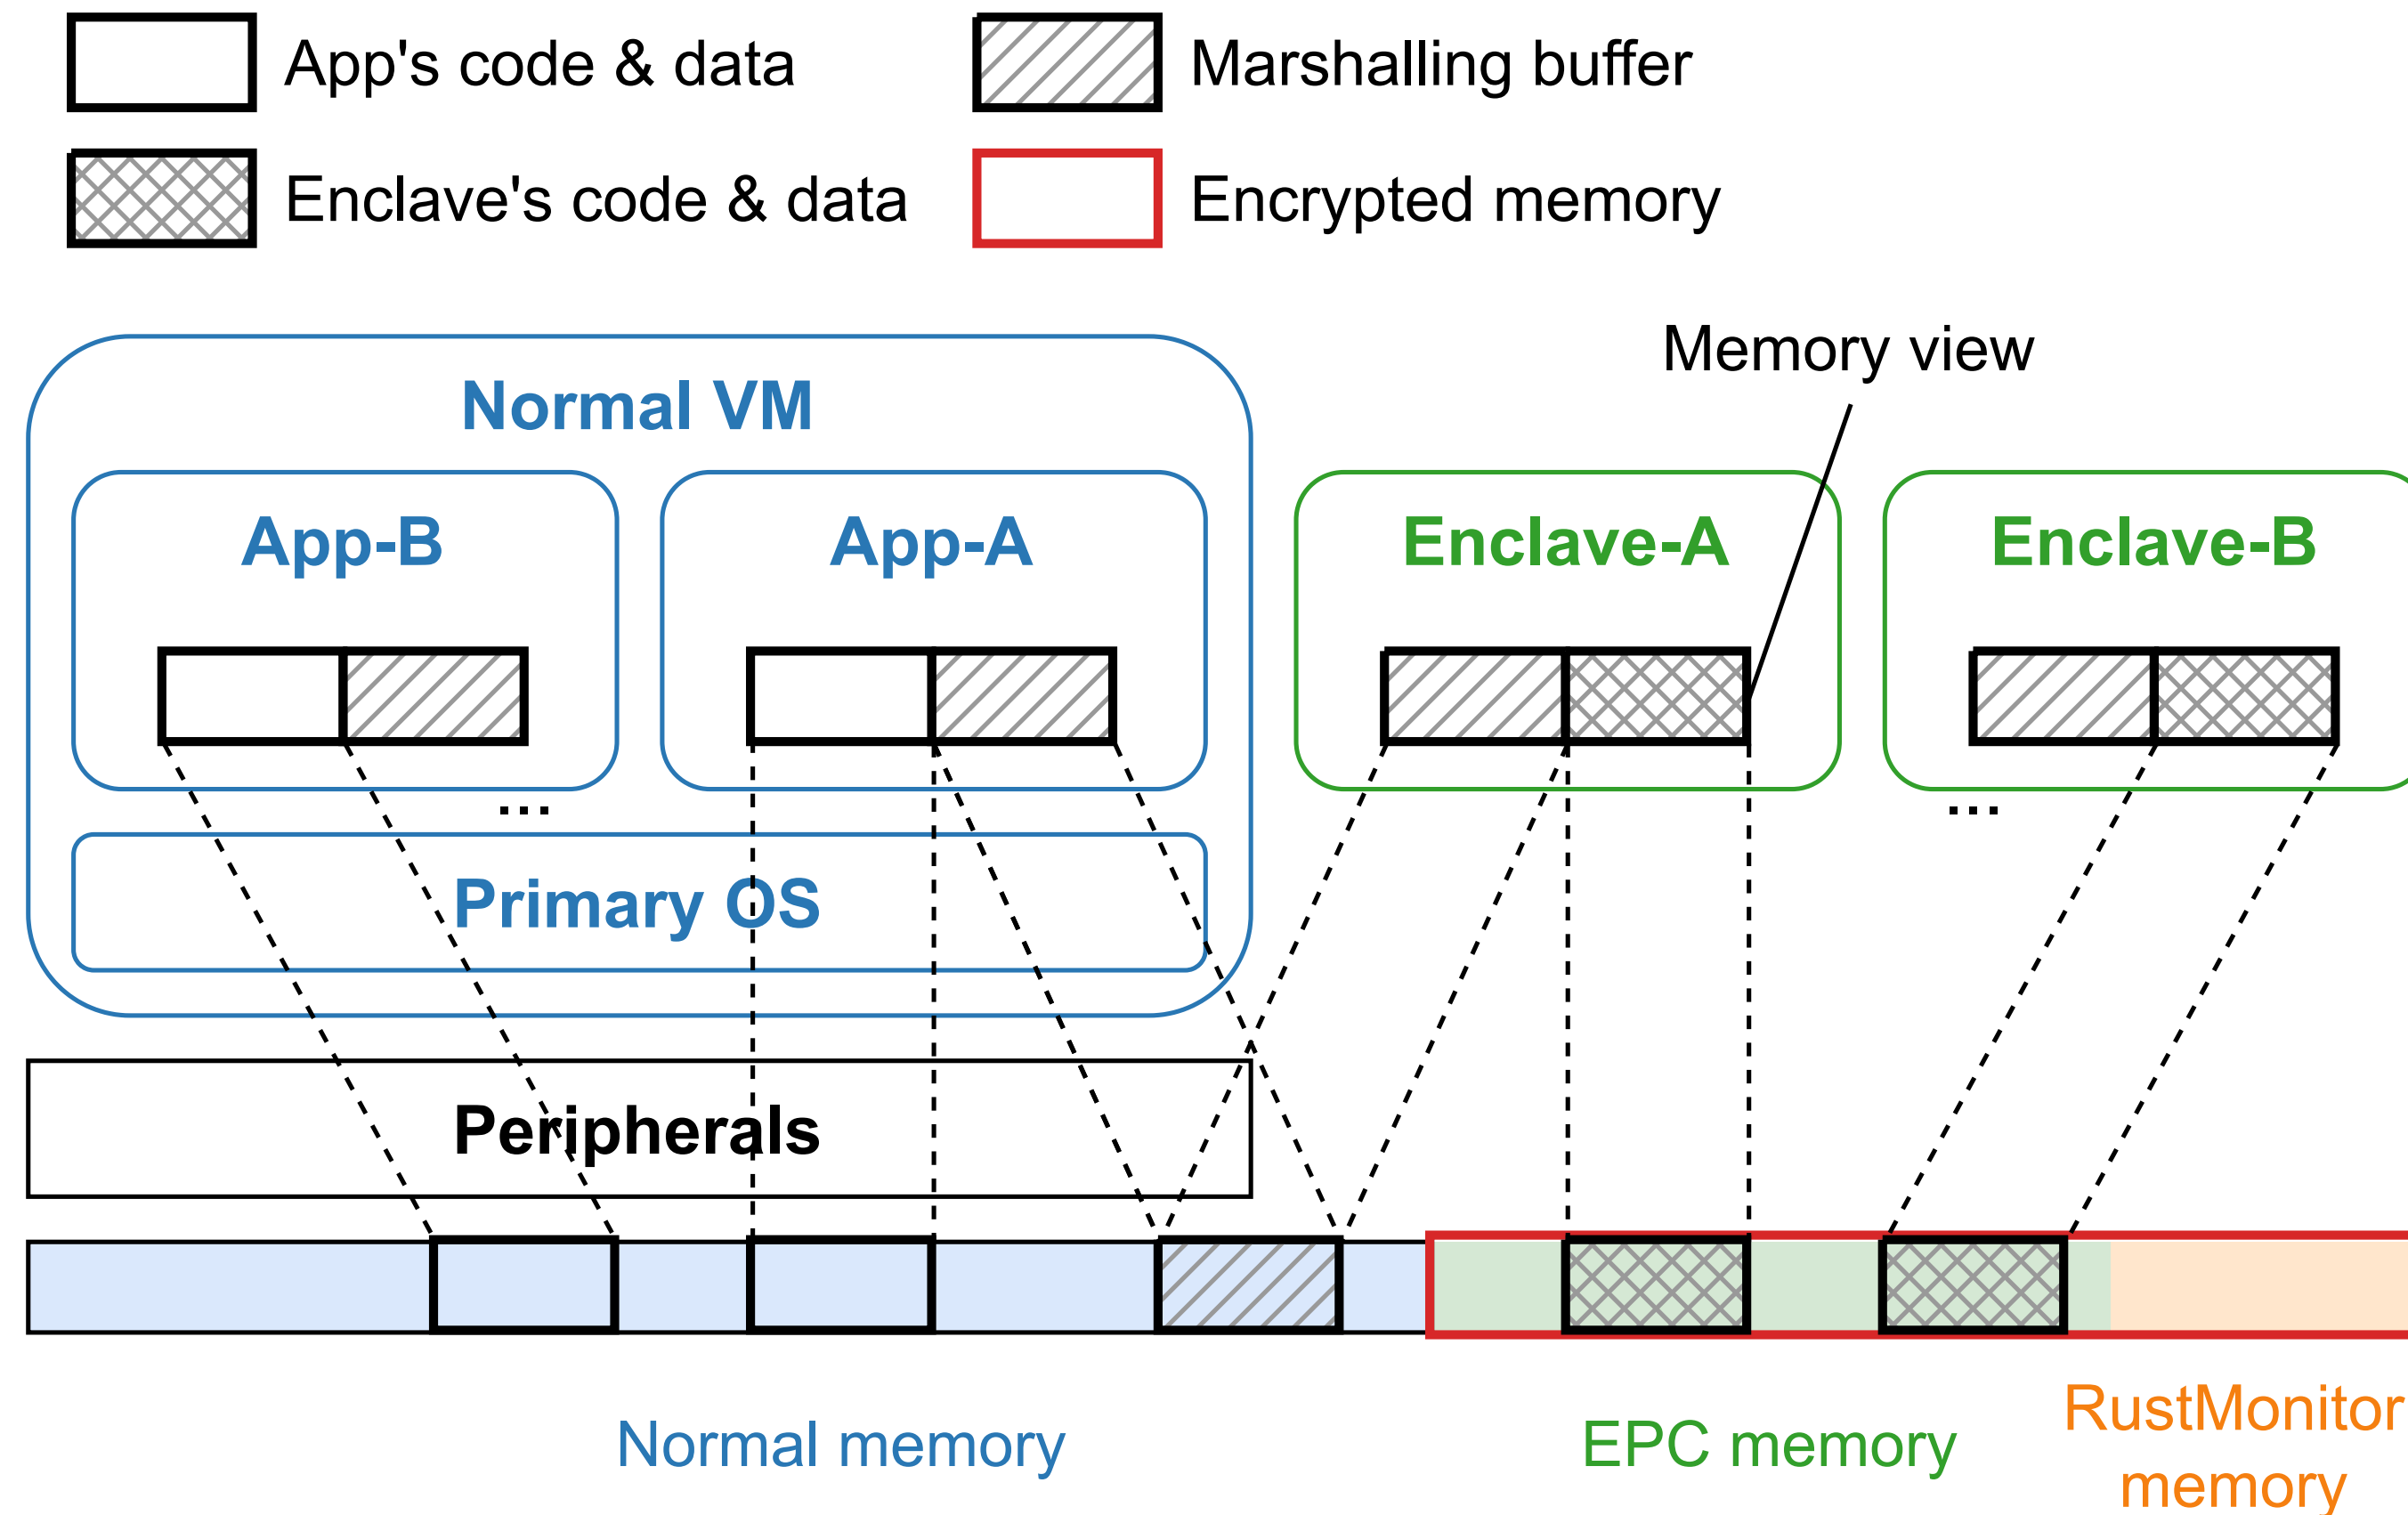 App's code & data
Marshalling buffer
Enclave's code & data
Encrypted memory
Memory view
Normal VM
App-B
App-A
Enclave-A
Enclave-B
...
...
Primary OS
Peripherals
Normal memory
EPC memory
RustMonitor
memory